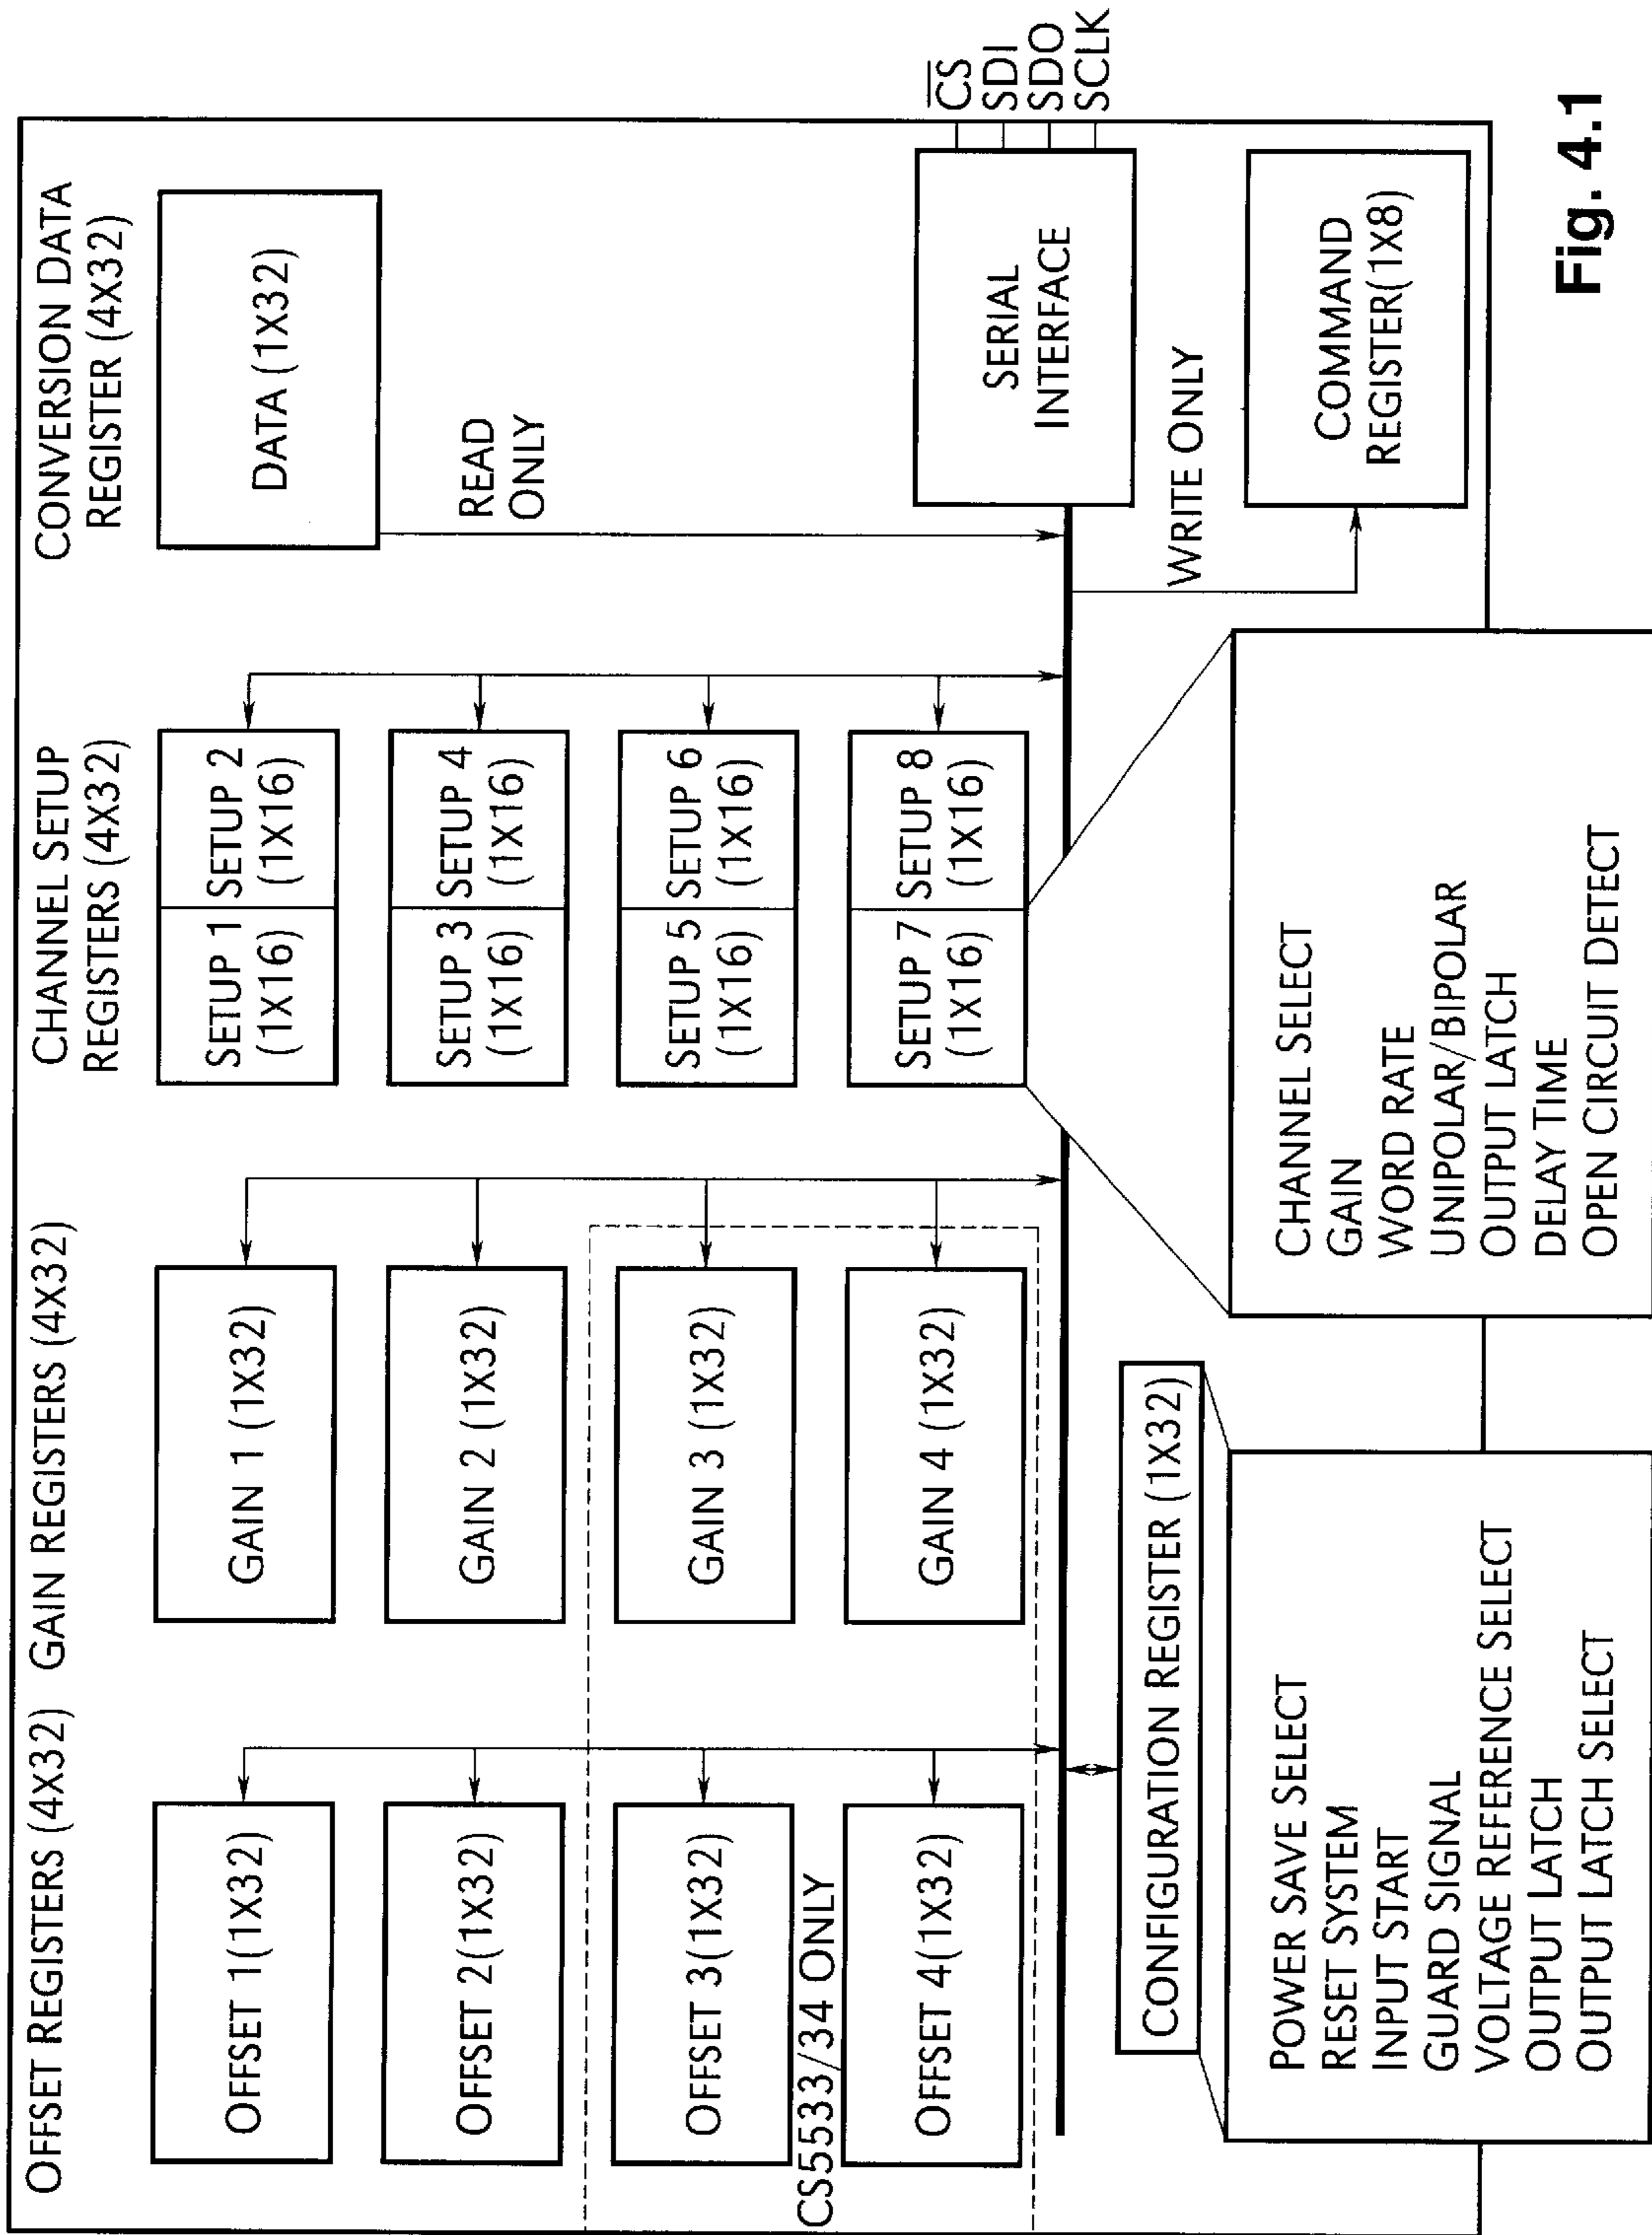 OFFSET REGISTERS (4X32)
GAIN REGISTERS (4X32)
CHANNEL SETUP
REGISTERS (4X32)
CONVERSION DATA
REGISTER (4X32)
OFFSET 1(1X32)
GAIN 1 (1X32)
SETUP 1
(1X16)
SETUP 2
(1X16)
DATA (1X32)
OFFSET 2(1X32)
GAIN 2 (1X32)
SETUP 3
(1X16)
SETUP 4
(1X16)
READ
ONLY
OFFSET 3(1X32)
GAIN 3 (1X32)
SETUP 5
(1X16)
SETUP 6
(1X16)
CS5533/34 ONLY
OFFSET 4(1X32)
GAIN 4 (1X32)
SETUP 7
(1X16)
SETUP 8
(1X16)
SERIAL
INTERFACE
CS
SDI
SDO
SCLK
CONFIGURATION REGISTER (1X32)
WRITE ONLY
COMMAND
REGISTER(1X8)
POWER SAVE SELECT
RESET SYSTEM
INPUT START
GUARD SIGNAL
VOLTAGE REFERENCE SELECT
OUTPUT LATCH
OUTPUT LATCH SELECT
CHANNEL SELECT
GAIN
WORD RATE
UNIPOLAR/BIPOLAR
OUTPUT LATCH
DELAY TIME
OPEN CIRCUIT DETECT
Fig. 4.1